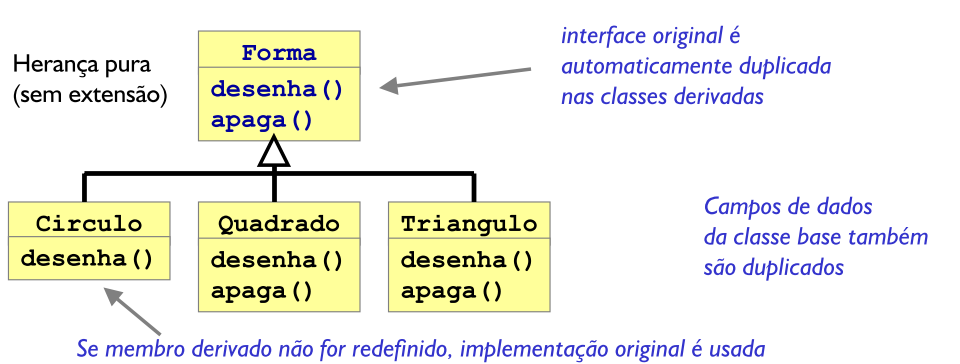 Herança pura
(sem extensão)
Forma
desenha()
apaga()
interface original é
automaticamente duplicada
nas classes derivadas
Circulo
desenha()
Quadrado
desenha()
apaga()
Triangulo
desenha()
apaga()
Campos de dados
da classe base também
são duplicados
Se membro derivado não for redefinido, implementação original é usada